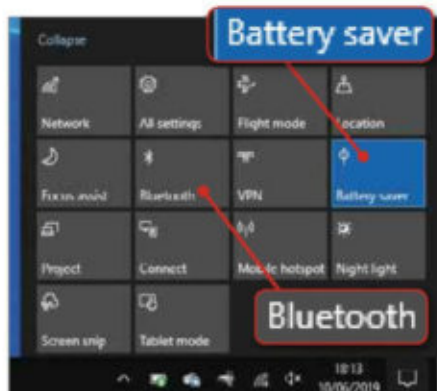 Battery saver
Collapse
Network All settings Flight mode Location
Focus assist Bluetooth VPN Battery saver
Project Connect Mobile hotspot Night light
Bluetooth
Screen snip Tablet mode
18:13
10/06/2019